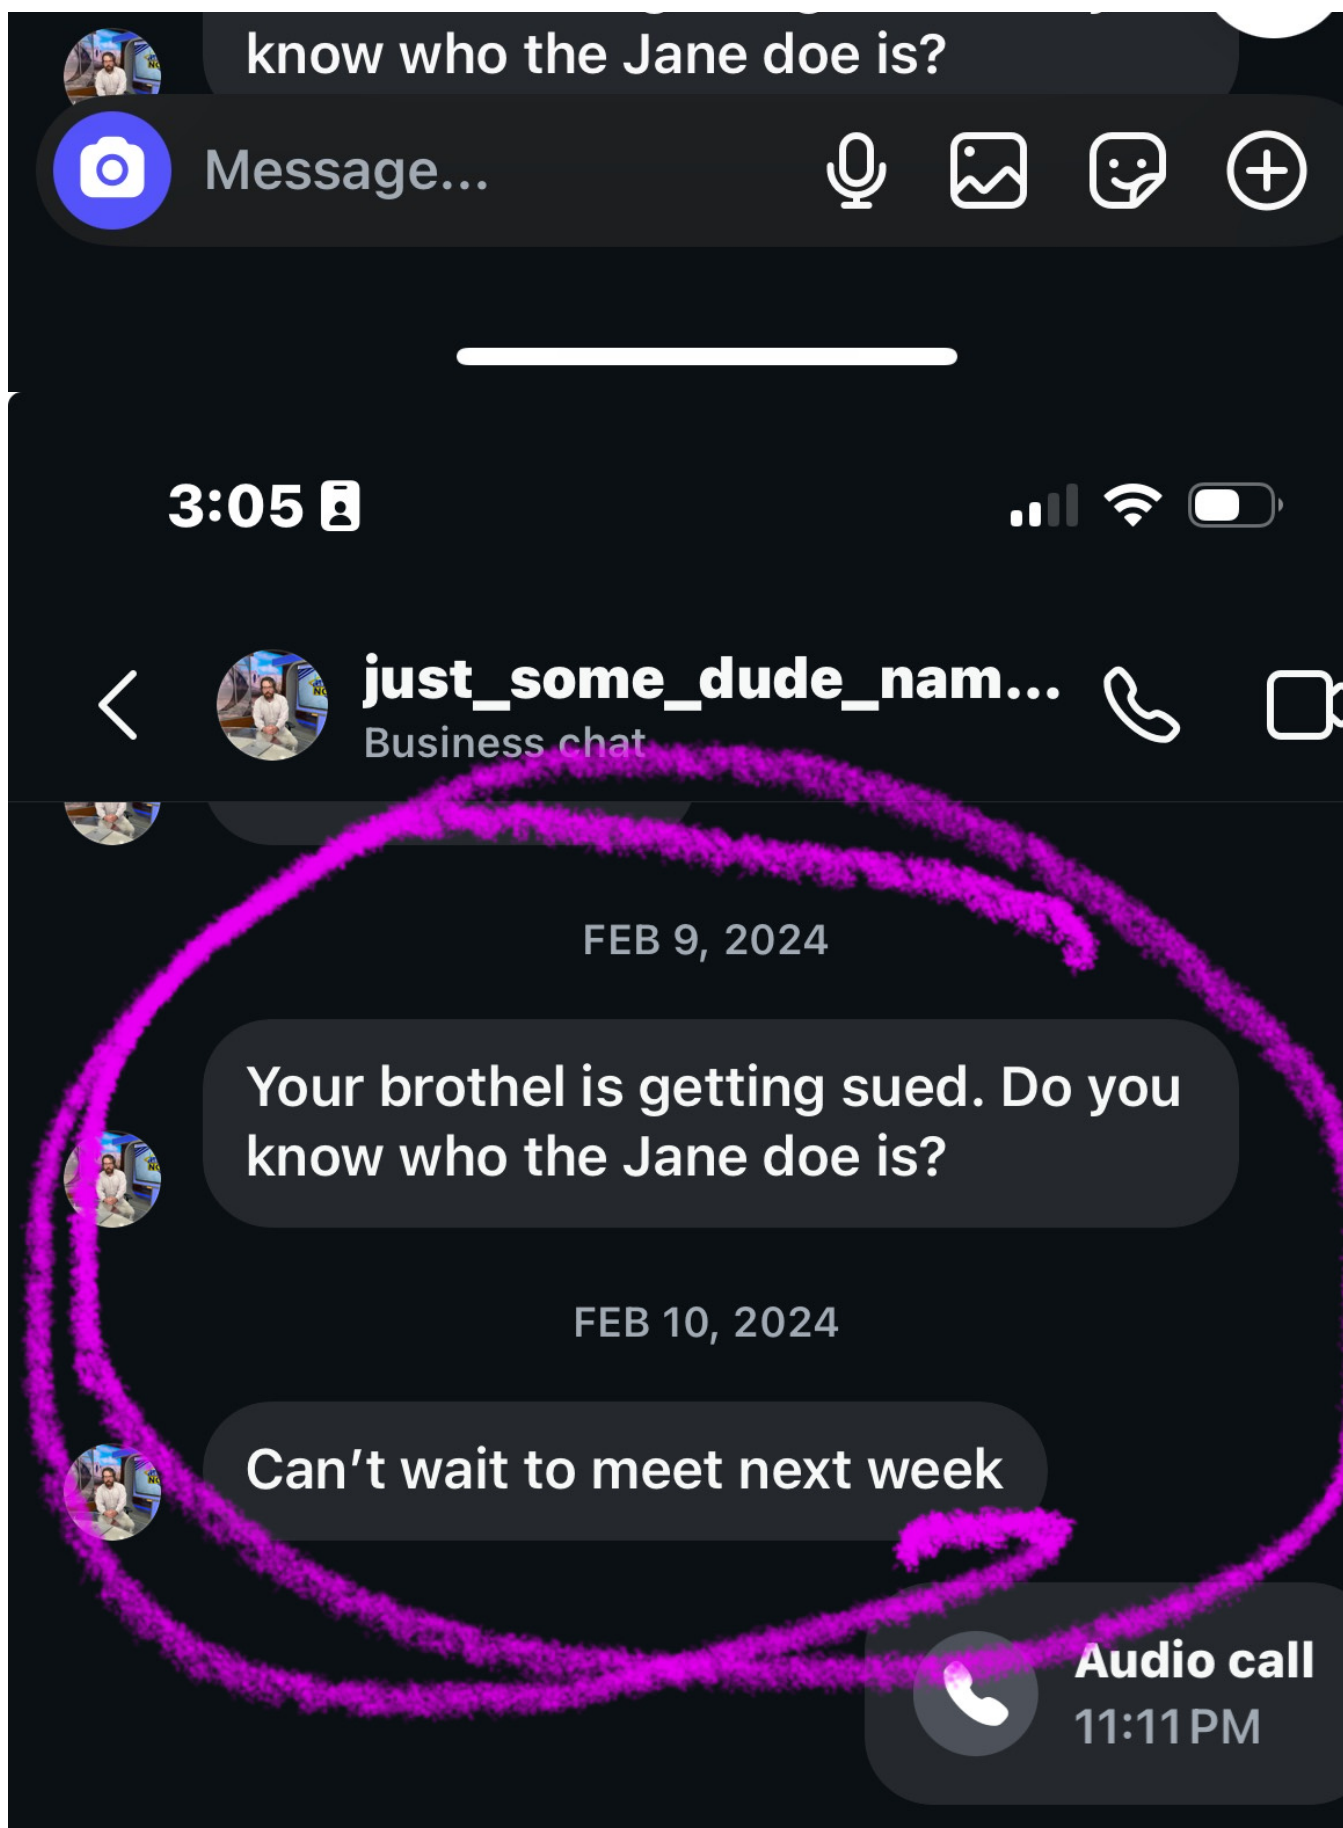 know who the Jane doe is?
Message...
3:05
just_some_dude_nam...
Business chat
FEB 9, 2024
Your brothel is getting sued. Do you
know who the Jane doe is?
FEB 10, 2024
Can't wait to meet next week
Audio call
11:11 PM